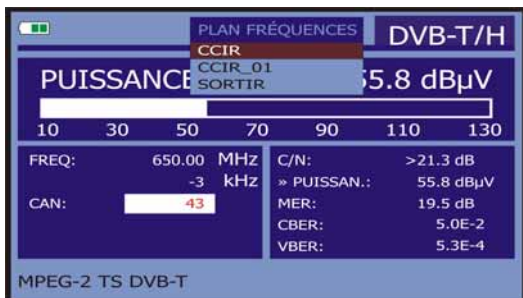 PLAN FRÉQUENCES
DVB-T/H
CCIR
CCIR_01
SORTIR
PUISSANCE 55.8 dBµV
10 30 50 70 90 110 130
FREQ: 650.00 MHz
-3 kHz
CAN: 43
C/N: >21.3 dB
» PUISSAN.: 55.8 dBµV
MER: 19.5 dB
CBER: 5.0E-2
VBER: 5.3E-4
MPEG-2 TS DVB-T